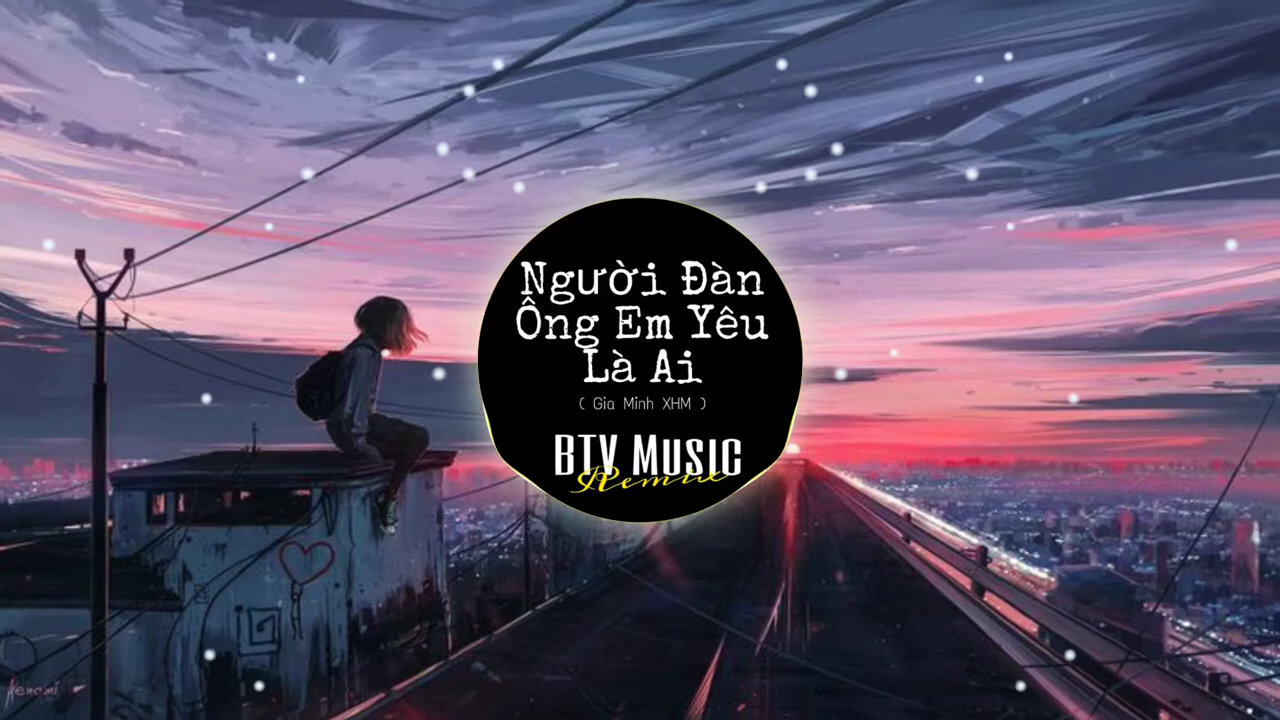 Người Đàn
Ông Em Yêu
Là Ai
( Gia Minh XHM )
BTV Music
Remix